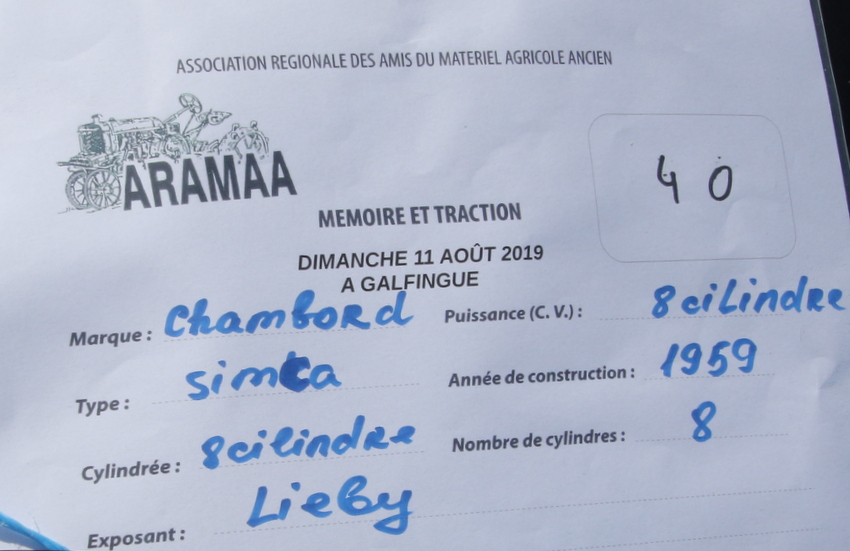 ASSOCIATION REGIONALE DES AMIS DU MATERIEL AGRICOLE ANCIEN
ARAMAA
40
MEMOIRE ET TRACTION
DIMANCHE 11 AOÛT 2019
A GALFINGUE
Marque : Chambord Puissance (C. V.) : 8 cilindre
Type : simca Année de construction : 1959
Cylindrée : 8 cilindre Nombre de cylindres : 8
Exposant : Lieby